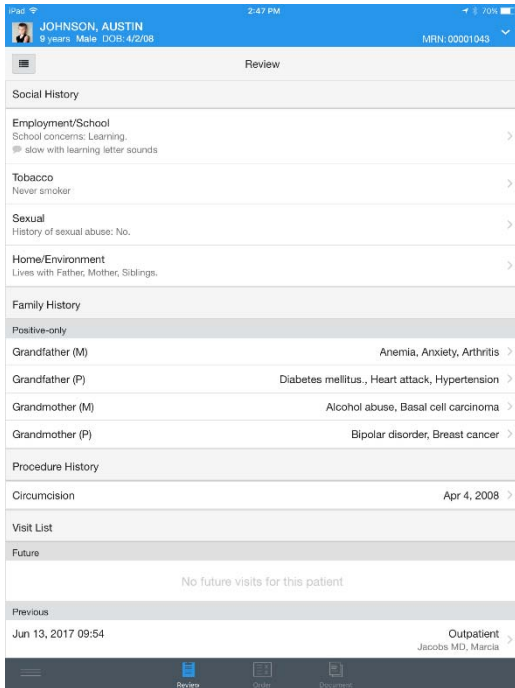 iPad 2:47 PM 70%
JOHNSON, AUSTIN
9 years Male DOB:4/2/08 MRN:00001043
Review
Social History
Employment/School
School concerns: Learning.
slow with learning letter sounds
Tobacco
Never smoker
Sexual
History of sexual abuse: No.
Home/Environment
Lives with Father, Mother, Siblings.
Family History
Positive-only
Grandfather (M) Anemia, Anxiety, Arthritis
Grandfather (P) Diabetes mellitus., Heart attack, Hypertension
Grandmother (M) Alcohol abuse, Basal cell carcinoma
Grandmother (P) Bipolar disorder, Breast cancer
Procedure History
Circumcision Apr 4, 2008
Visit List
Future
No future visits for this patient
Previous
Jun 13, 2017 09:54 Outpatient
Jacobs MD, Marcia
Review Order Document